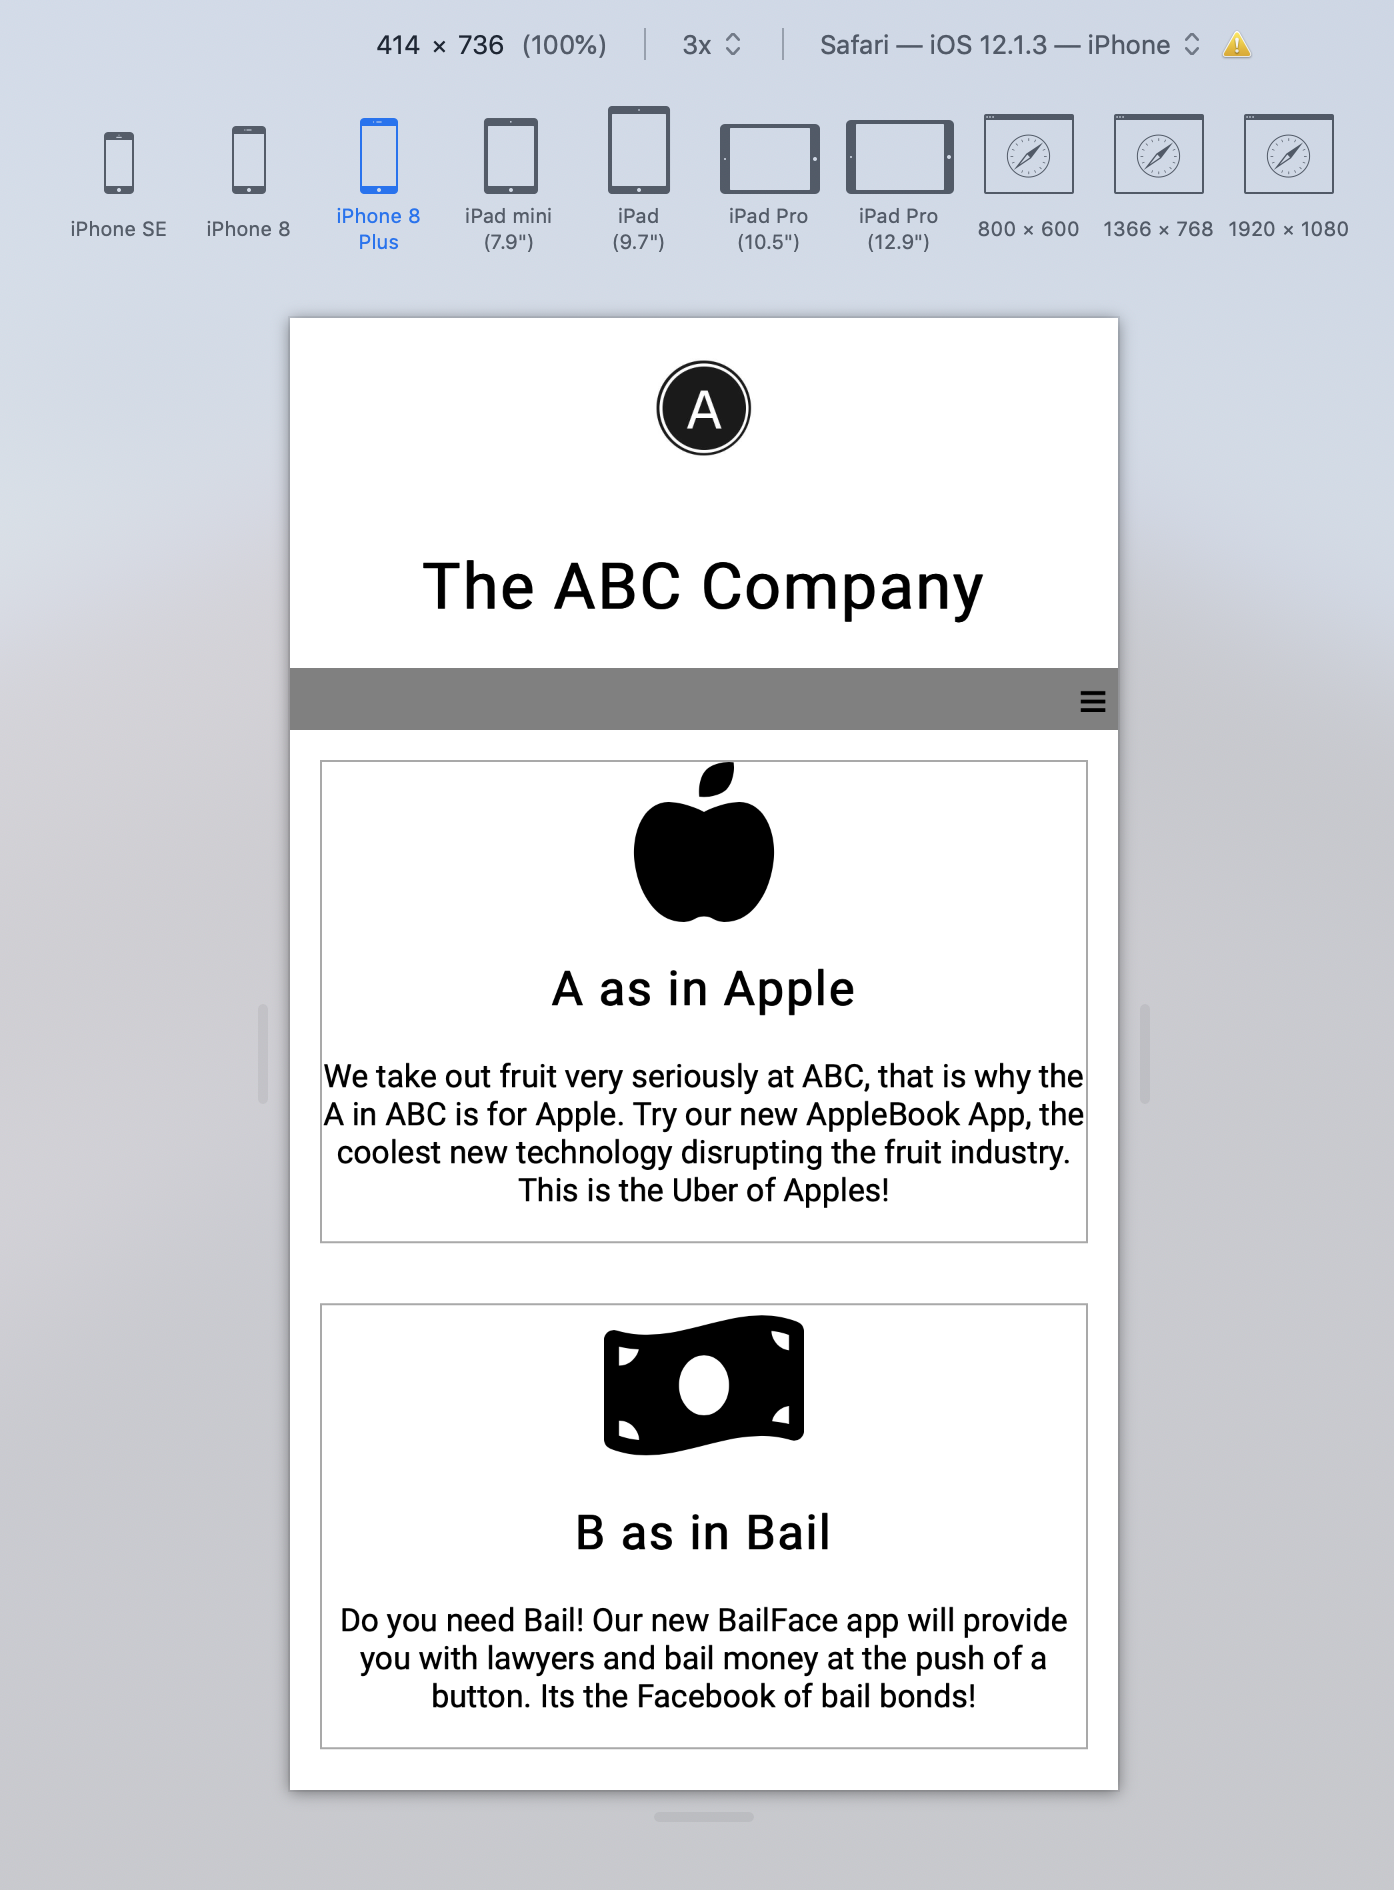 414 × 736 (100%) 3x Safari — iOS 12.1.3 — iPhone
iPhone SE
iPhone 8
iPhone 8
Plus
iPad mini
(7.9")
iPad
(9.7")
iPad Pro
(10.5")
iPad Pro
(12.9")
800 × 600
1366 × 768
1920 × 1080
A
The ABC Company
A as in Apple
We take out fruit very seriously at ABC, that is why the
A in ABC is for Apple. Try our new AppleBook App, the
coolest new technology disrupting the fruit industry.
This is the Uber of Apples!
B as in Bail
Do you need Bail! Our new BailFace app will provide
you with lawyers and bail money at the push of a
button. Its the Facebook of bail bonds!